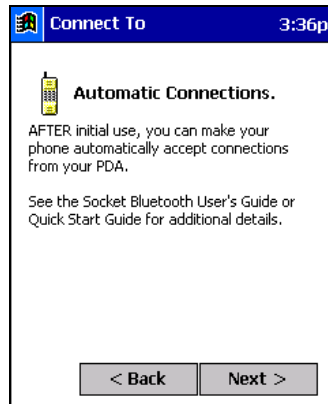 Connect To 3:36p
Automatic Connections.
AFTER initial use, you can make your
phone automatically accept connections
from your PDA.
See the Socket Bluetooth User's Guide or
Quick Start Guide for additional details.
< Back Next >